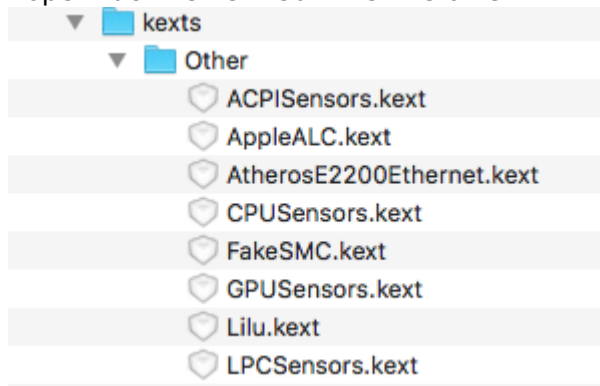 kexts
Other
ACPISensors.kext
AppleALC.kext
AtherosE2200Ethernet.kext
CPUSensors.kext
FakeSMC.kext
GPUSensors.kext
Lilu.kext
LPCSensors.kext